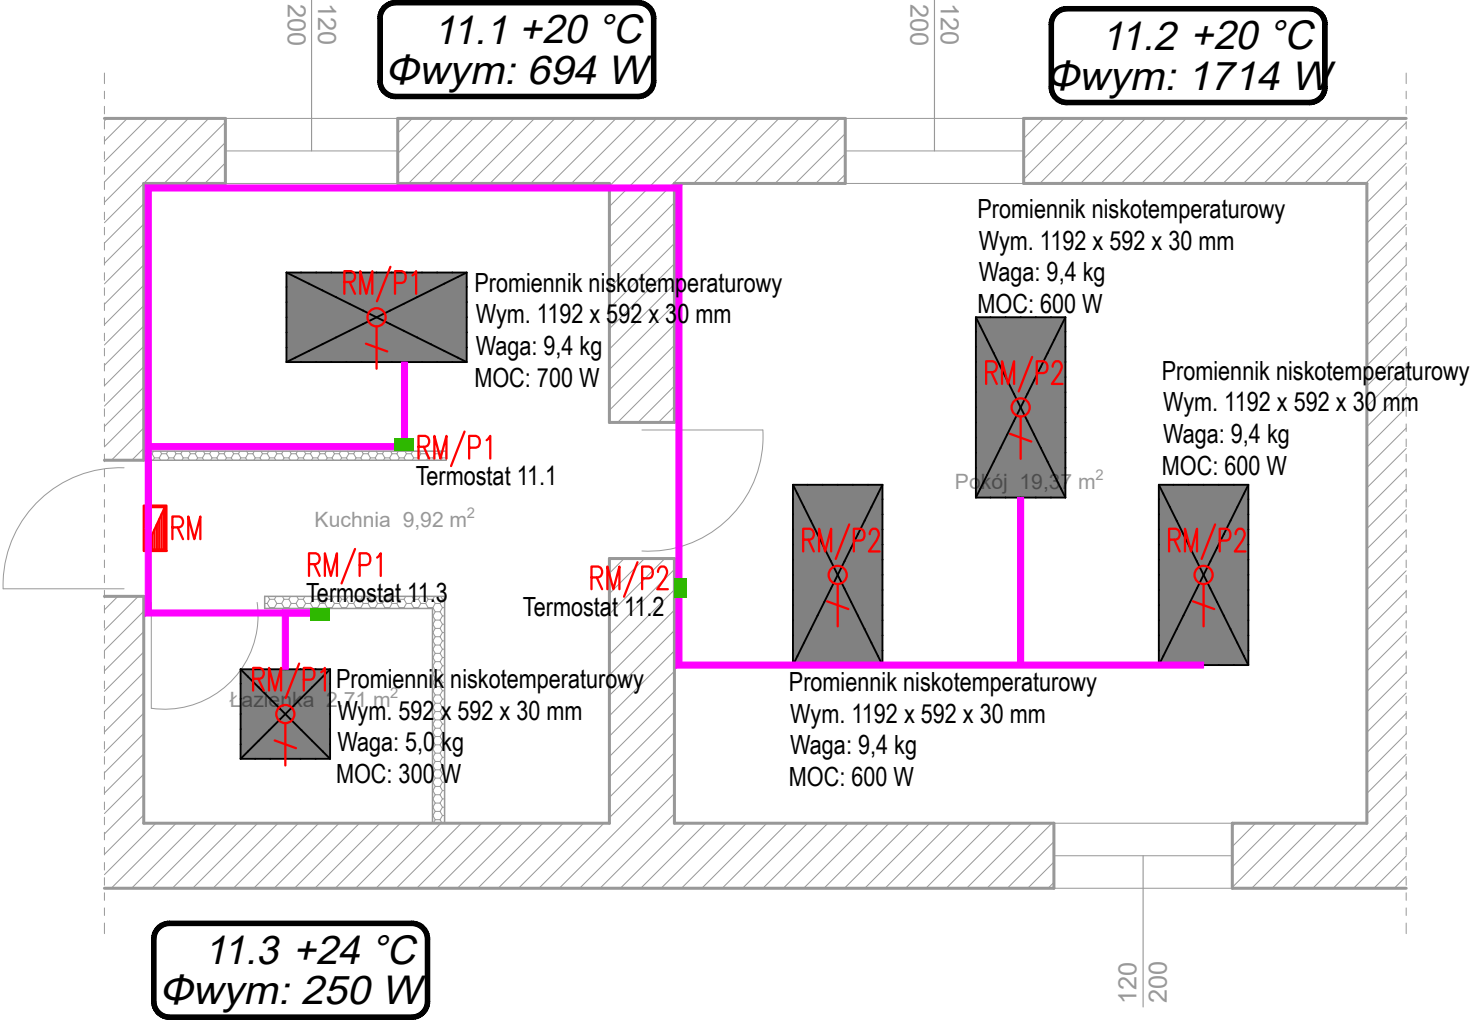 200
120
11.1 +20 °C
Φwym: 694 W
200
120
11.2 +20 °C
Φwym: 1714 W
RM/P1
Promiennik niskotemperaturowy
Wym. 1192 x 592 x 30 mm
Waga: 9,4 kg
MOC: 700 W
RM/P1
Termostat 11.1
Promiennik niskotemperaturowy
Wym. 1192 x 592 x 30 mm
Waga: 9,4 kg
MOC: 600 W
RM/P2
Pokój 19,37 m²
Promiennik niskotemperaturowy
Wym. 1192 x 592 x 30 mm
Waga: 9,4 kg
MOC: 600 W
RM/P2
RM
Kuchnia 9,92 m²
RM/P1
Termostat 11.3
RM/P2
Termostat 11.2
RM/P2
Promiennik niskotemperaturowy
Wym. 1192 x 592 x 30 mm
Waga: 9,4 kg
MOC: 600 W
RM/P1
Łazienka 2,71 m²
Promiennik niskotemperaturowy
Wym. 592 x 592 x 30 mm
Waga: 5,0 kg
MOC: 300 W
11.3 +24 °C
Φwym: 250 W
120
200